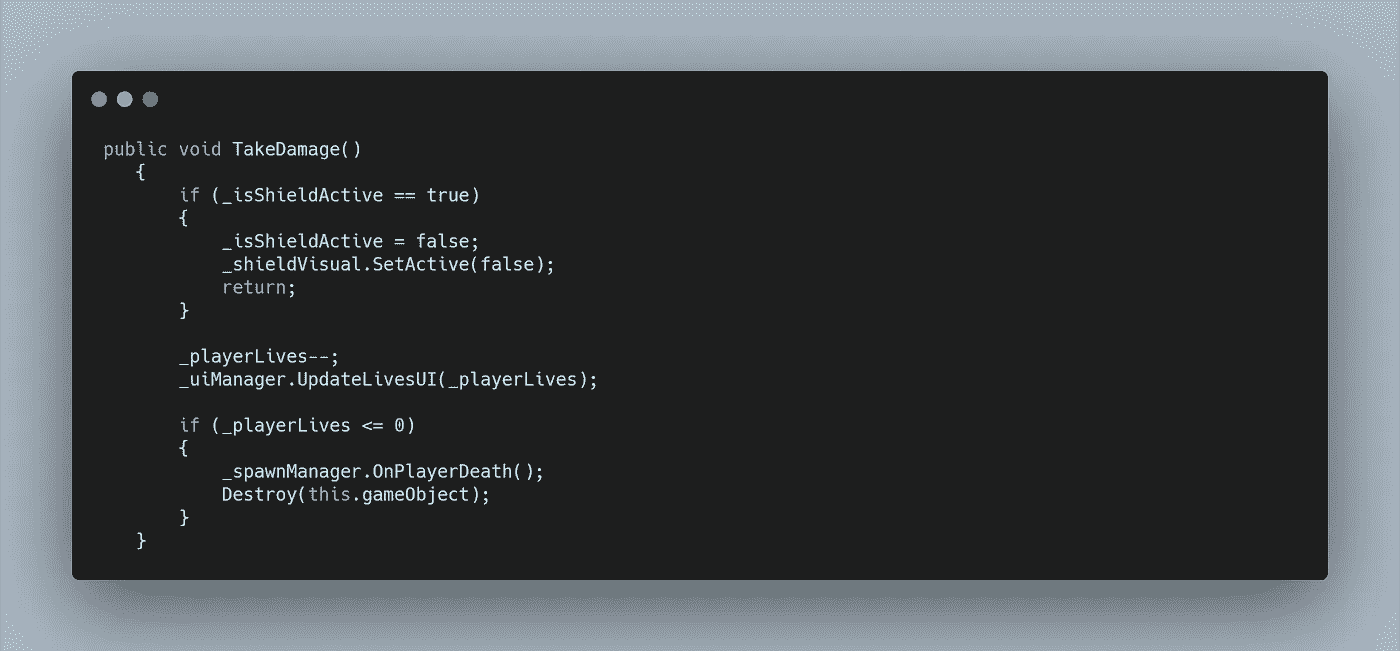 public void TakeDamage()
{
if (_isShieldActive == true)
{
_isShieldActive = false;
_shieldVisual.SetActive(false);
return;
}
_playerLives--;
_uiManager.UpdateLivesUI(_playerLives);
if (_playerLives <= 0)
{
_spawnManager.OnPlayerDeath();
Destroy(this.gameObject);
}
}